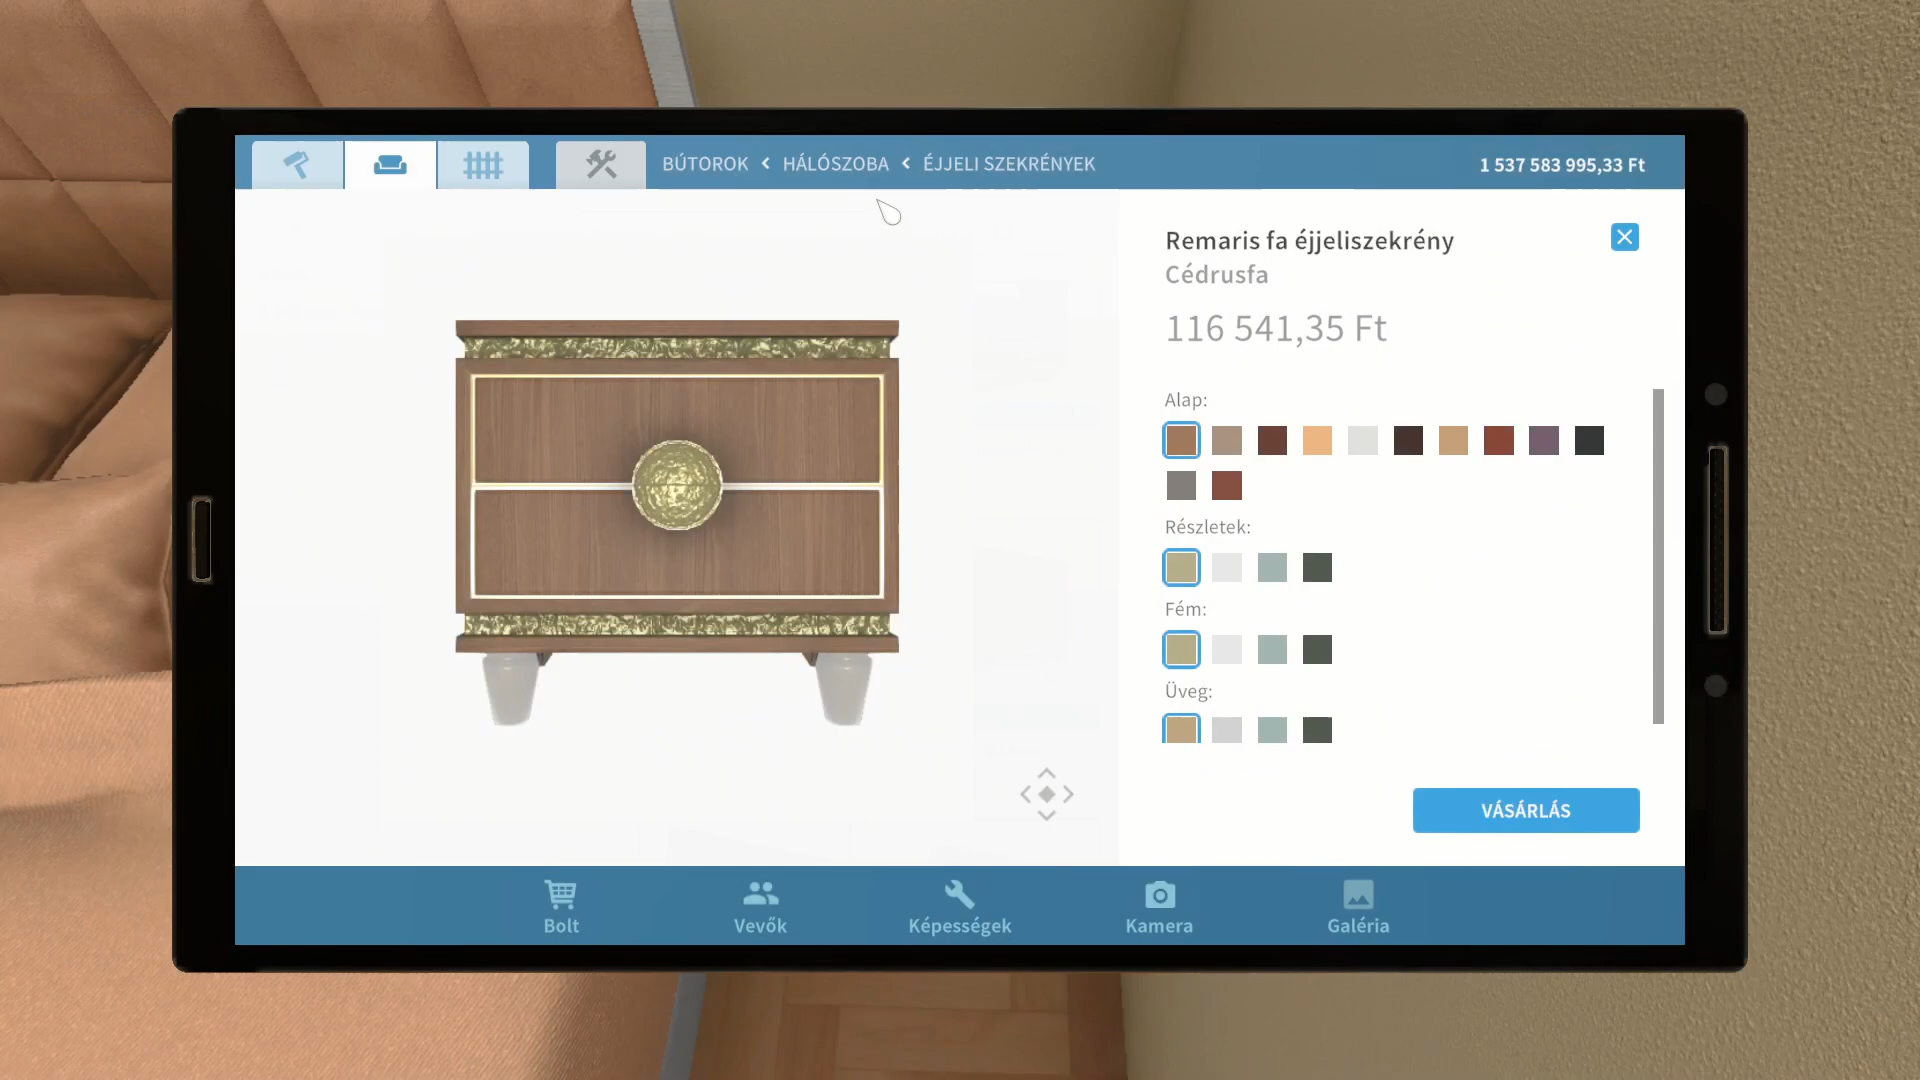 BÚTOROK < HÁLÓSZOBA < ÉJJELI SZEKRÉNYEK
1 537 583 995,33 Ft
Remaris fa éjjeliszekrény
Cédrusfa
116 541,35 Ft
Alap:
Részletek:
Fém:
Üveg:
VÁSÁRLÁS
Bolt
Vevők
Képességek
Kamera
Galéria